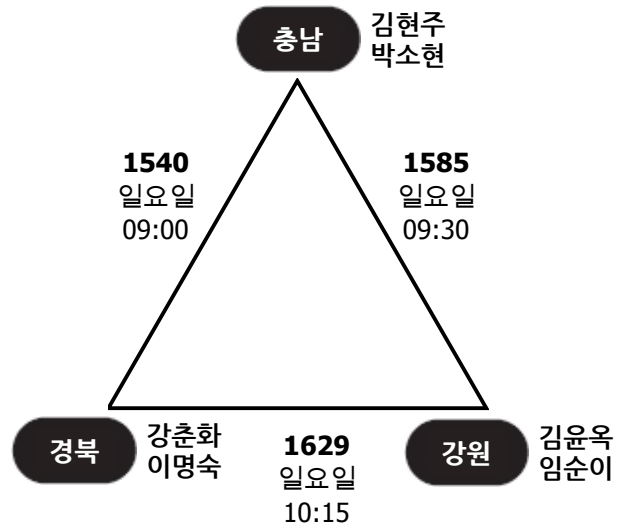 충남
김현주
박소현
1540
일요일
09:00
1585
일요일
09:30
경북
강춘화
이명숙
1629
일요일
10:15
강원
김윤옥
임순이